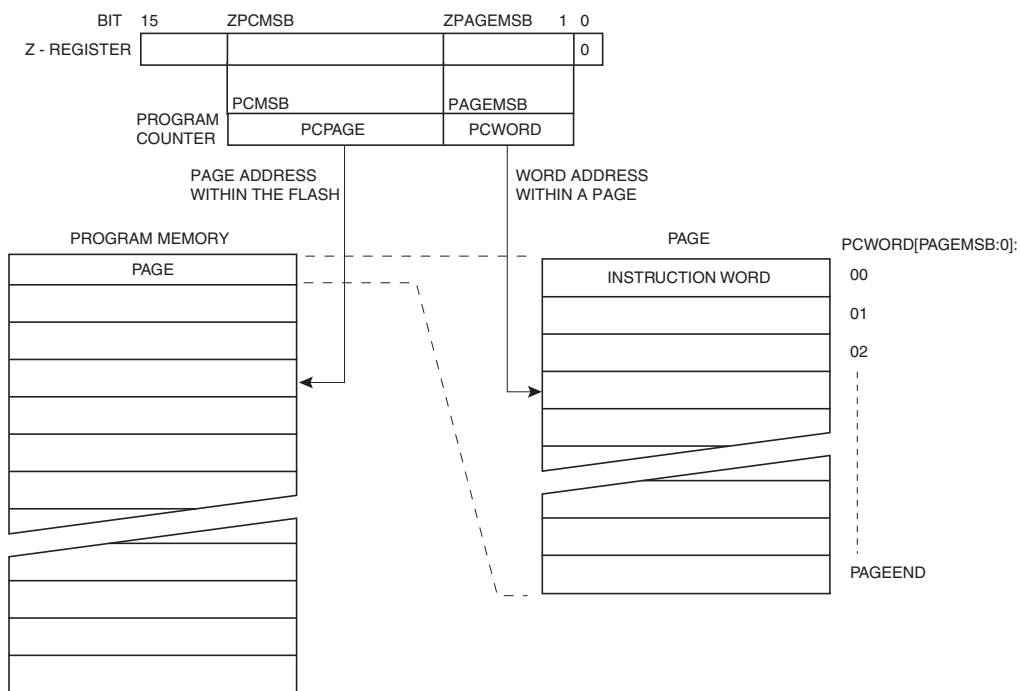 BIT 15 ZPCMSB ZPAGEMSB 1 0
Z - REGISTER 0
PCMSB PAGEMSB
PROGRAM
COUNTER
PCPAGE PCWORD
PAGE ADDRESS
WITHIN THE FLASH
WORD ADDRESS
WITHIN A PAGE
PROGRAM MEMORY
PAGE
PAGE
INSTRUCTION WORD
PCWORD[PAGEMSB:0]:
00
01
02
PAGEEND